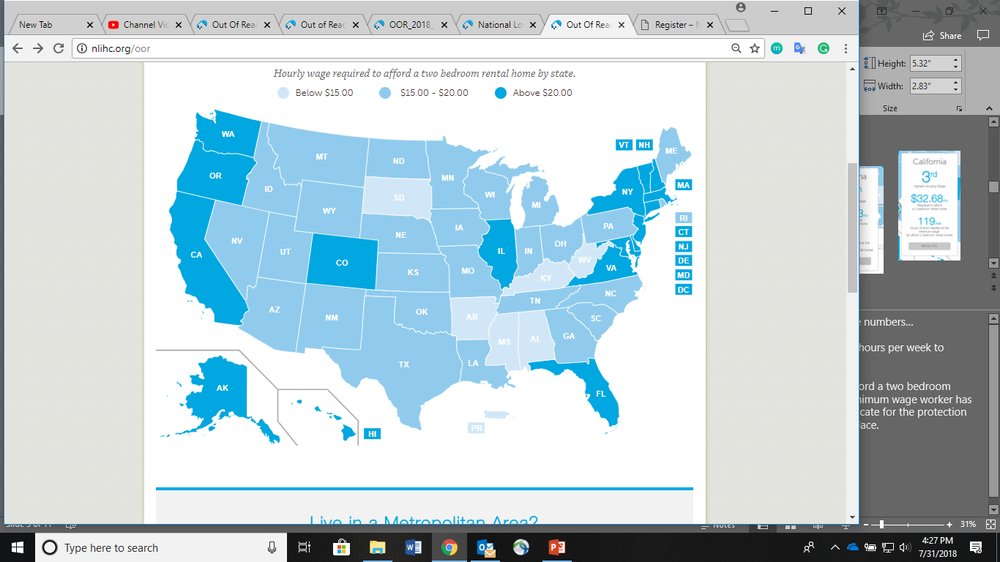 New Tab
Channel Vi
Out Of Reac
Out of Reac
OOR_2018_
National Lo
Out Of Reac
Register – N
nlihc.org/oor
m
G
Share
Height: 5.32"
Width: 2.83"
Size
Hourly wage required to afford a two bedroom rental home by state.
Below $15.00 $15.00 - $20.00 Above $20.00
WA
MT
ND
MN
VT NH
ME
OR
ID
SD
WI
MI
NY
MA
WY
NE
IA
PA
RI
NV
UT
CO
IL
IN
OH
WV
VA
CT
NJ
DE
MD
DC
CA
KS
MO
KY
AZ
NM
OK
AR
TN
NC
SC
TX
LA
MS
AL
GA
AK
HI
PR
FL
California
3rd
Highest Housing Wage
$32.68/hr
Required to afford
a 2 bedroom rental home
119
Hours of work needed at the
minimum wage
(to afford 2 bedroom rental home)
More Info
numbers...
hours per week to
ord a two bedroom
nimum wage worker has
cate for the protection
lace.
Live in a Metropolitan Area?
Notes
31%
Type here to search
4:27 PM
7/31/2018